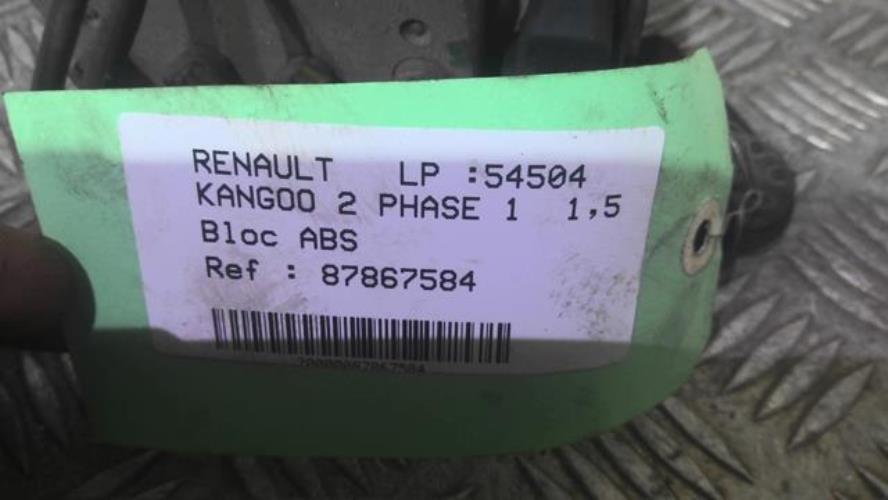 RENAULT LP :54504
KANGOO 2 PHASE 1 1,5
Bloc ABS
Ref : 87867584